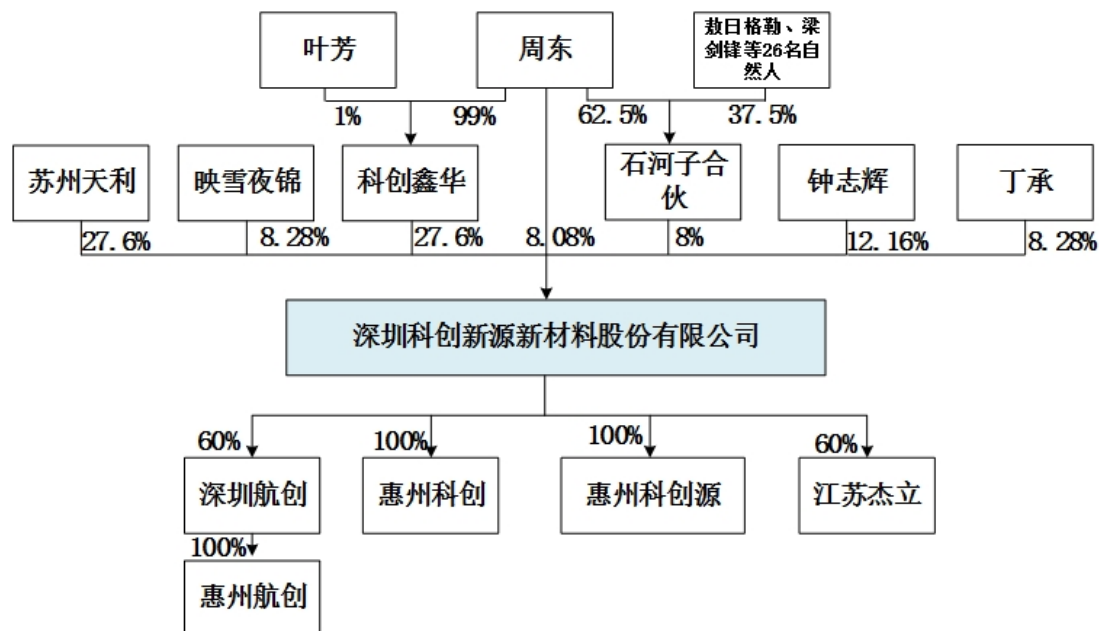 叶芳
周东
敖日格勒、梁
剑锋等26名自
然人
1%
99%
62.5%
37.5%
苏州天利
映雪夜锦
科创鑫华
石河子合
伙
钟志辉
丁承
27.6%
8.28%
27.6%
8.08%
8%
12.16%
8.28%
深圳科创新源新材料股份有限公司
60%
100%
100%
60%
深圳航创
惠州科创
惠州科创源
江苏杰立
100%
惠州航创